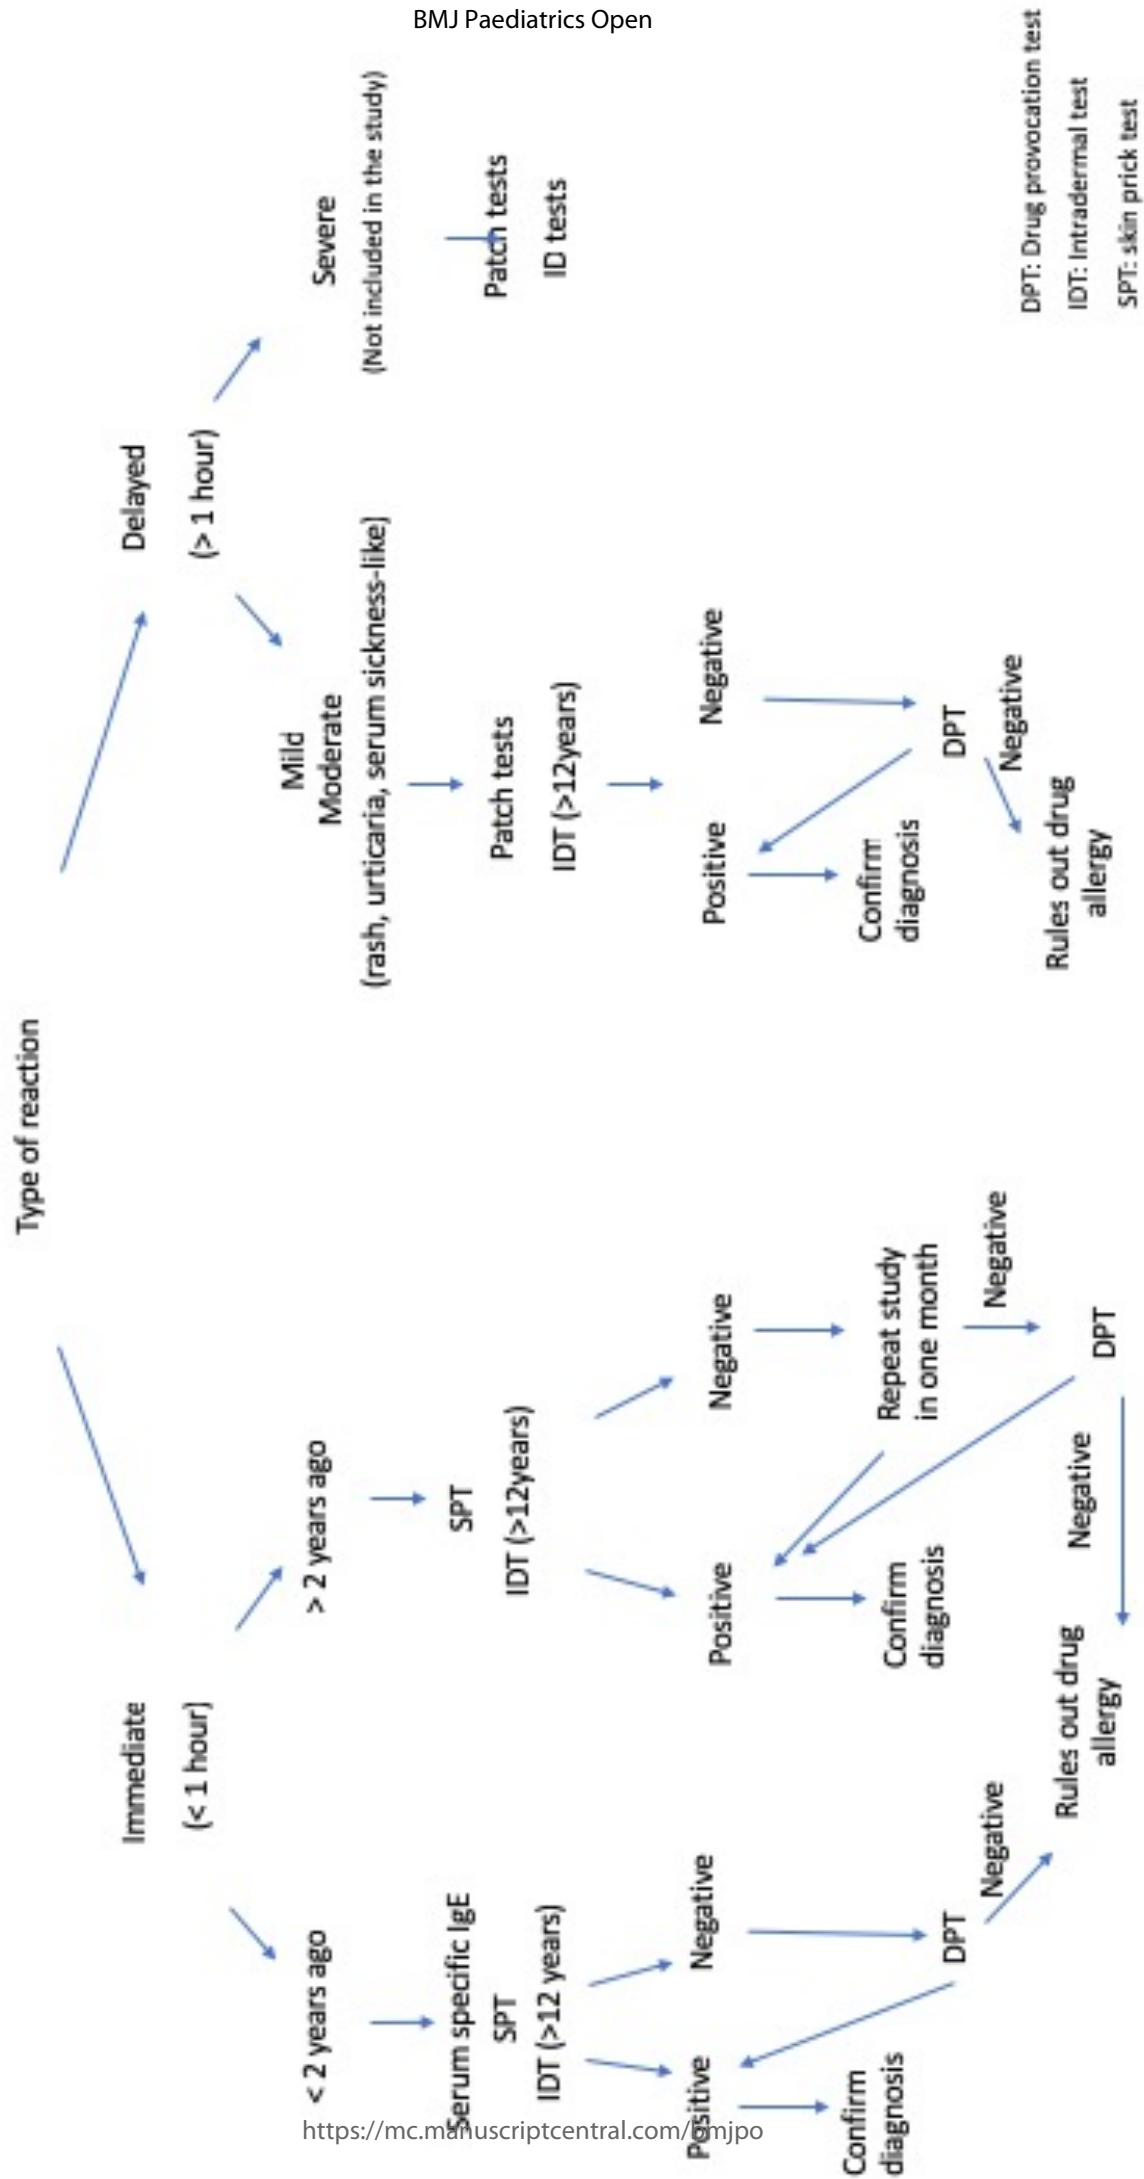 BMJ Paediatrics Open
Type of reaction
Immediate
(< 1 hour)
Delayed
(> 1 hour)
< 2 years ago
> 2 years ago
Mild
Moderate
(rash, urticaria, serum sickness-like)
Severe
(Not included in the study)
Serum specific IgE
SPT
IDT (>12 years)
SPT
IDT (>12years)
Patch tests
IDT (>12years)
Patch tests
ID tests
Positive
Negative
Positive
Negative
Positive
Negative
Confirm
diagnosis
DPT
Negative
Confirm
diagnosis
Repeat study
in one month
Negative
DPT
Negative
Rules out drug
allergy
Confirm
diagnosis
DPT
Negative
Rules out drug
allergy
DPT: Drug provocation test
IDT: Intradermal test
SPT: skin prick test
https://mc.manuscriptcentral.com/bmjpo